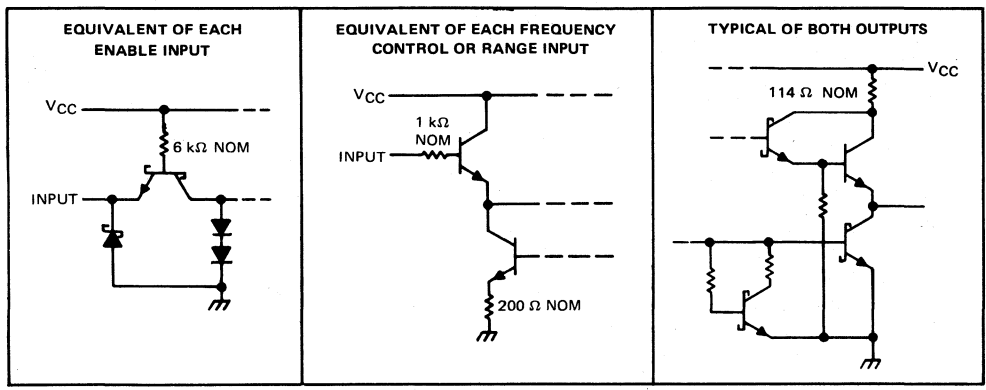 EQUIVALENT OF EACH
ENABLE INPUT
VCC
6 kΩ NOM
INPUT
EQUIVALENT OF EACH FREQUENCY
CONTROL OR RANGE INPUT
VCC
1 kΩ
NOM
INPUT
200 Ω NOM
TYPICAL OF BOTH OUTPUTS
VCC
114 Ω NOM